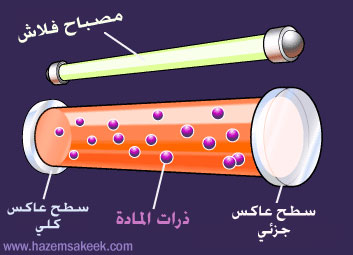 مصباح فلاش
سطح عاكس
كلي
ذرات المادة
سطح عاكس
جزئي
www.hazemsakeek.com